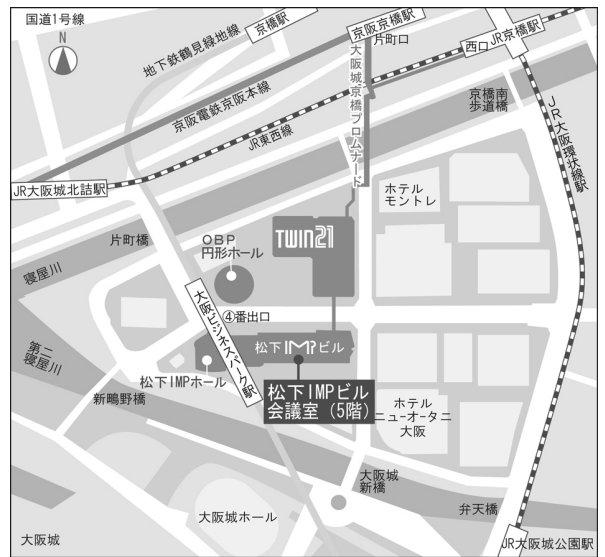 国道1号線
N
地下鉄鶴見緑地線
京橋駅
京阪京橋駅
片町口
JR京橋駅
西口
大阪城京橋プロムナード
京阪電鉄京阪本線
JR東西線
京橋南
歩道橋
JR大阪環状線駅
JR大阪城北詰駅
ホテル
モントレ
片町橋
OBP
円形ホール
TWIN21
寝屋川
大阪ビジネスパーク駅
④番出口
第二
寝屋川
松下IMPビル
松下IMPホール
新鴫野橋
松下IMPビル
会議室（5階）
ホテル
ニューオータニ
大阪
大阪城
新橋
弁天橋
大阪城ホール
大阪城
JR大阪城公園駅